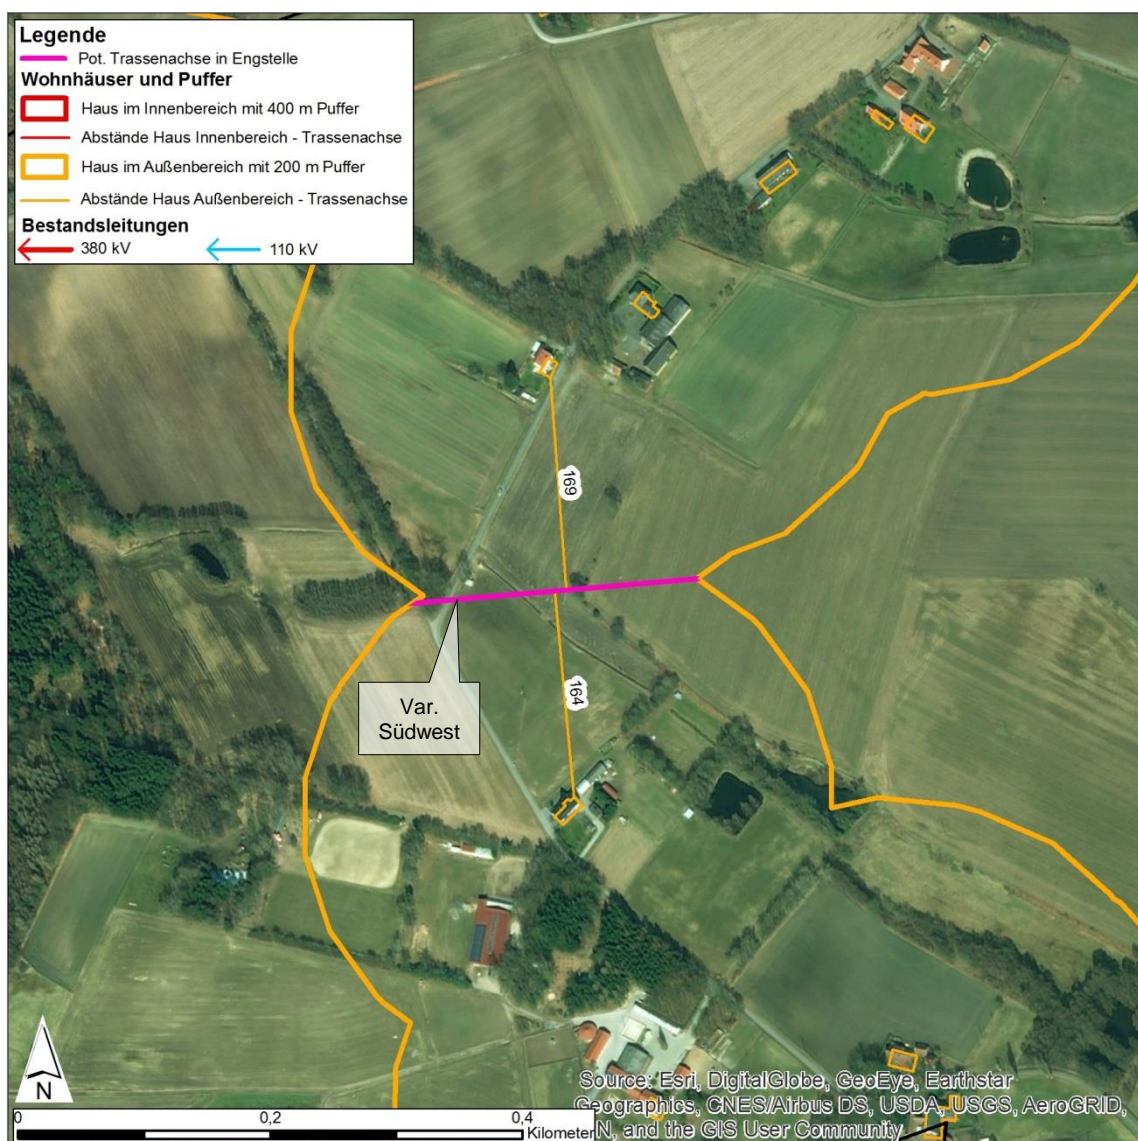 Legende
Pot. Trassenachse in Engstelle
Wohnhäuser und Puffer
Haus im Innenbereich mit 400 m Puffer
Abstände Haus Innenbereich - Trassenachse
Haus im Außenbereich mit 200 m Puffer
Abstände Haus Außenbereich - Trassenachse
Bestandsleitungen
380 kV 110 kV
169
164
Var.
Südwest
N
0 0,2 0,4
Kilometer
Source: Esri, DigitalGlobe, GeoEye, Earthstar
Geographics, CNES/Airbus DS, USDA, USGS, AeroGRID,
N, and the GIS User Community